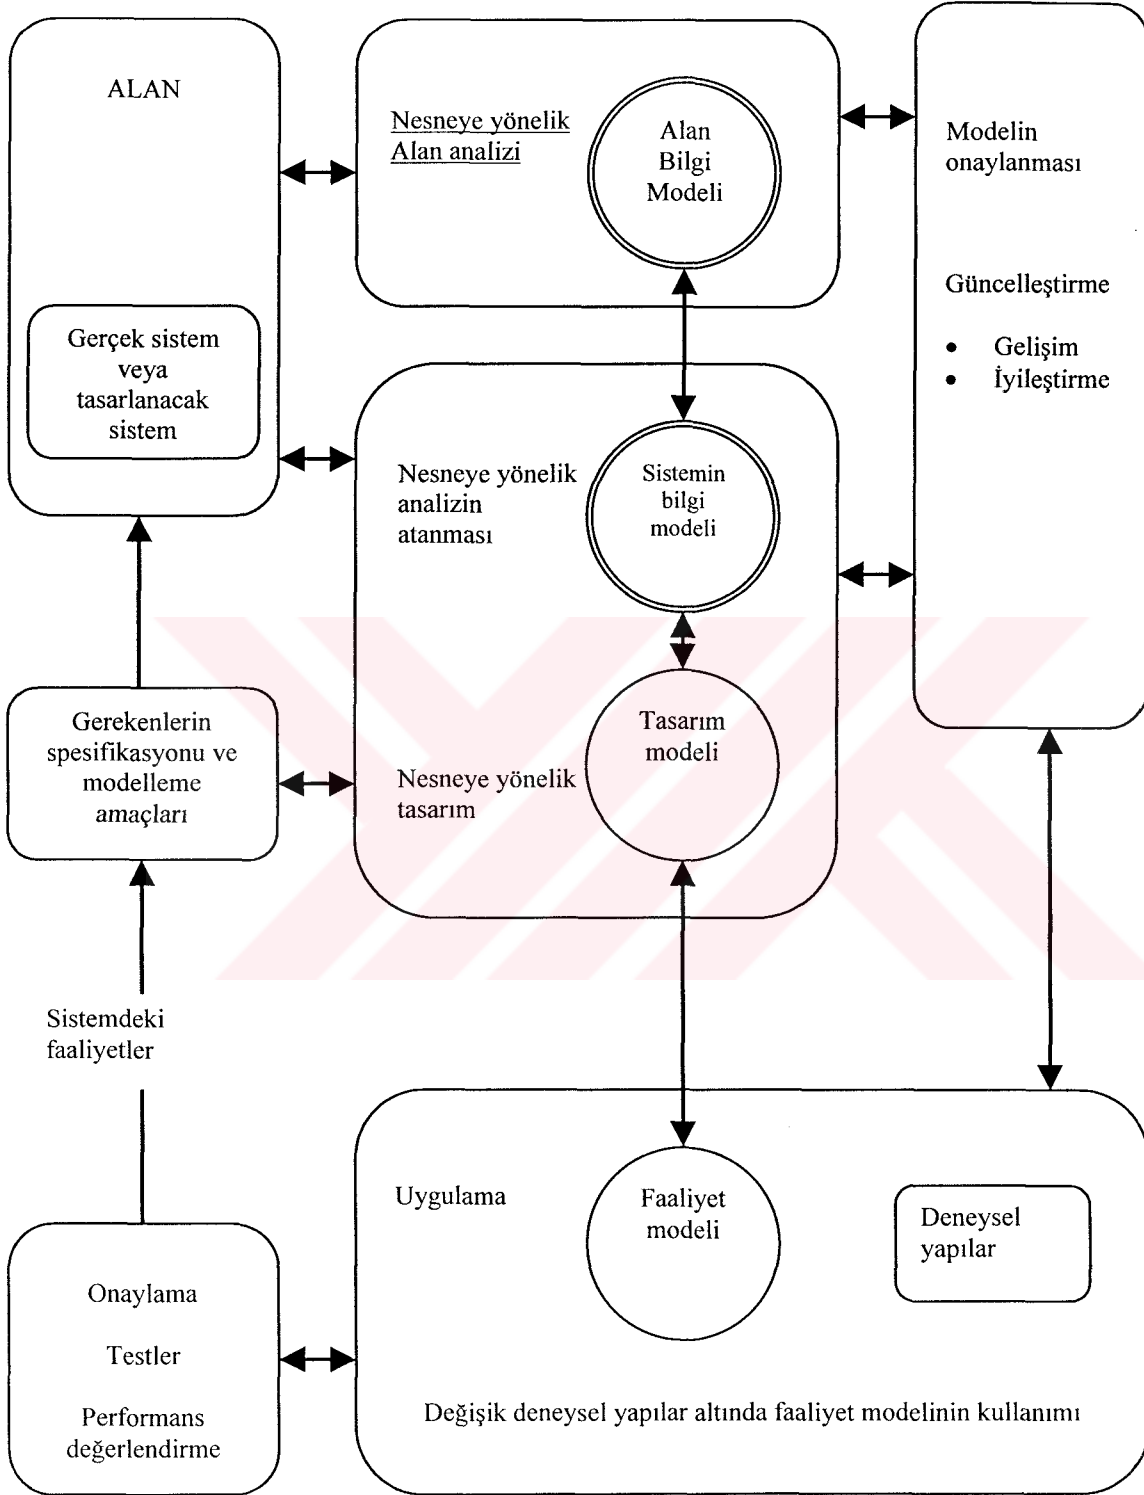 ALAN
Gerçek sistem
veya
tasarlanacak
sistem
Nesneye yönelik
Alan analizi
Alan
Bilgi
Modeli
Modelin
onaylanması
Güncelleştirme
• Gelişim
• İyileştirme
Nesneye yönelik
analizin
atanması
Sistemin
bilgi
modeli
Gerekenlerin
spesifikasyonu ve
modelleme
amaçları
Nesneye yönelik
tasarım
Tasarım
modeli
Sistemdeki
faaliyetler
Onaylama
Testler
Performans
değerlendirme
Uygulama
Faaliyet
modeli
Deneysel
yapılar
Değişik deneysel yapılar altında faaliyet modelinin kullanımı